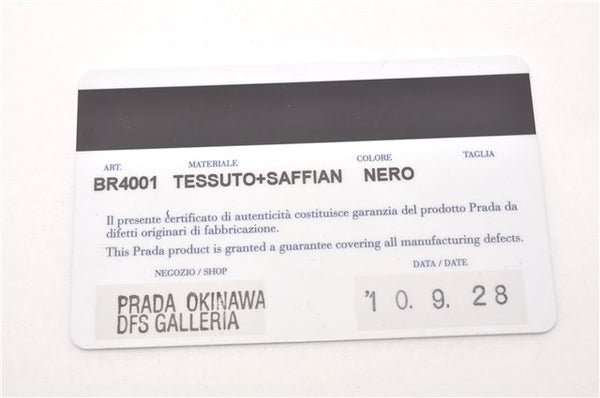 ART. MATERIALE COLORE TAGLIA
BR4001 TESSUTO+SAFFIAN NERO
Il presente certificato di autenticità costituisce garanzia del prodotto Prada da
difetti originari di fabbricazione.
This Prada product is granted a guarantee covering all manufacturing defects.
NEGOZIO / SHOP DATA / DATE
PRADA OKINAWA
DFS GALLERIA
'10. 9. 28